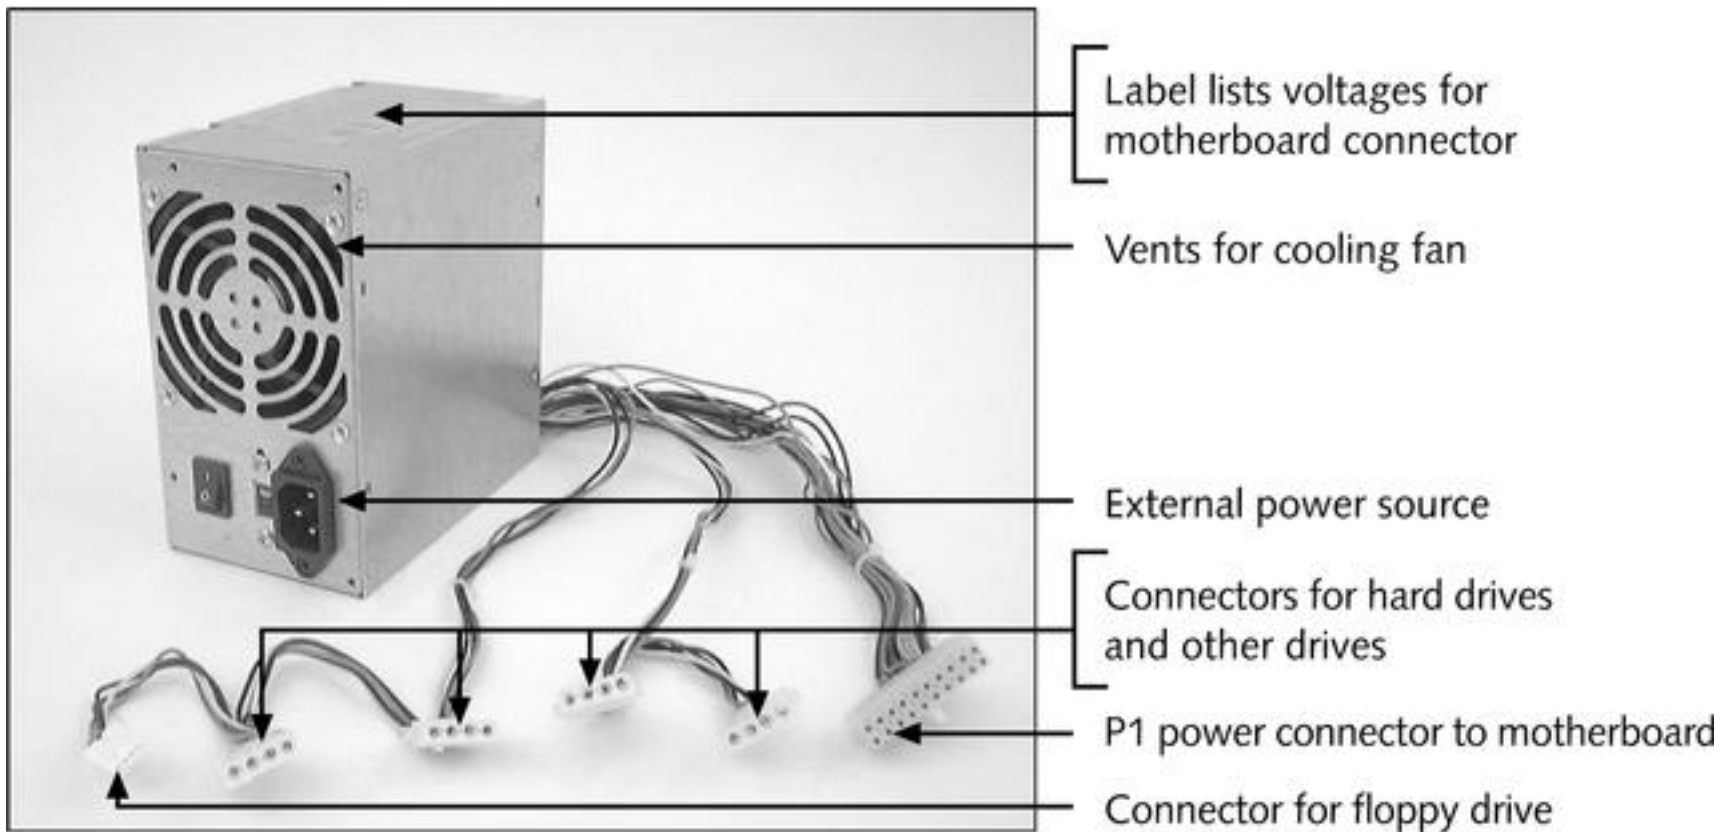 Label lists voltages for
motherboard connector
Vents for cooling fan
External power source
Connectors for hard drives
and other drives
P1 power connector to motherboard
Connector for floppy drive